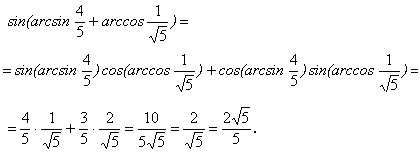 sin(arcsin 4/5 + arccos 1/√5) =
= sin(arcsin 4/5)cos(arccos 1/√5) + cos(arcsin 4/5)sin(arccos 1/√5) =
= 4/5 · 1/√5 + 3/5 · 2/√5 = 10/5√5 = 2/√5 = 2√5/5.